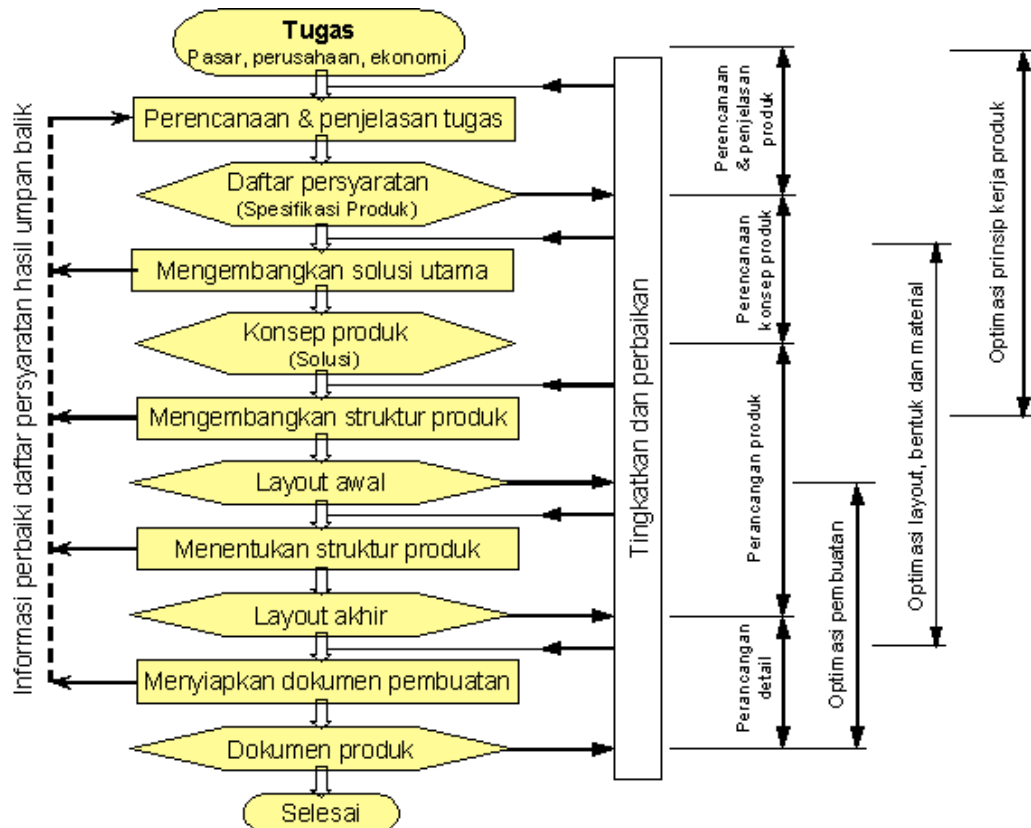 Tugas
Pasar, perusahaan, ekonomi
Perencanaan & penjelasan tugas
Daftar persyaratan
(Spesifikasi Produk)
Mengembangkan solusi utama
Konsep produk
(Solusi)
Mengembangkan struktur produk
Layout awal
Menentukan struktur produk
Layout akhir
Menyiapkan dokumen pembuatan
Dokumen produk
Selesai
Informasi perbaiki daftar persyaratan hasil umpan balik
Tingkatkan dan perbaikan
Perencanaan
& penjelasan
produk
Perencanaan
konsep produk
Perancangan produk
Perancangan
detail
Optimasi pembuatan
Optimasi layout, bentuk dan material
Optimasi prinsip kerja produk